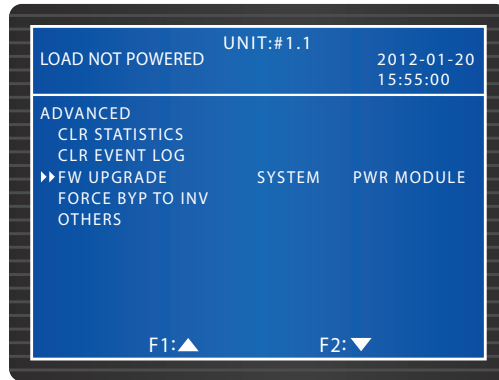 UNIT:#1.1
LOAD NOT POWERED 2012-01-20
15:55:00
ADVANCED
CLR STATISTICS
CLR EVENT LOG
FW UPGRADE SYSTEM PWR MODULE
FORCE BYP TO INV
OTHERS
F1: F2: